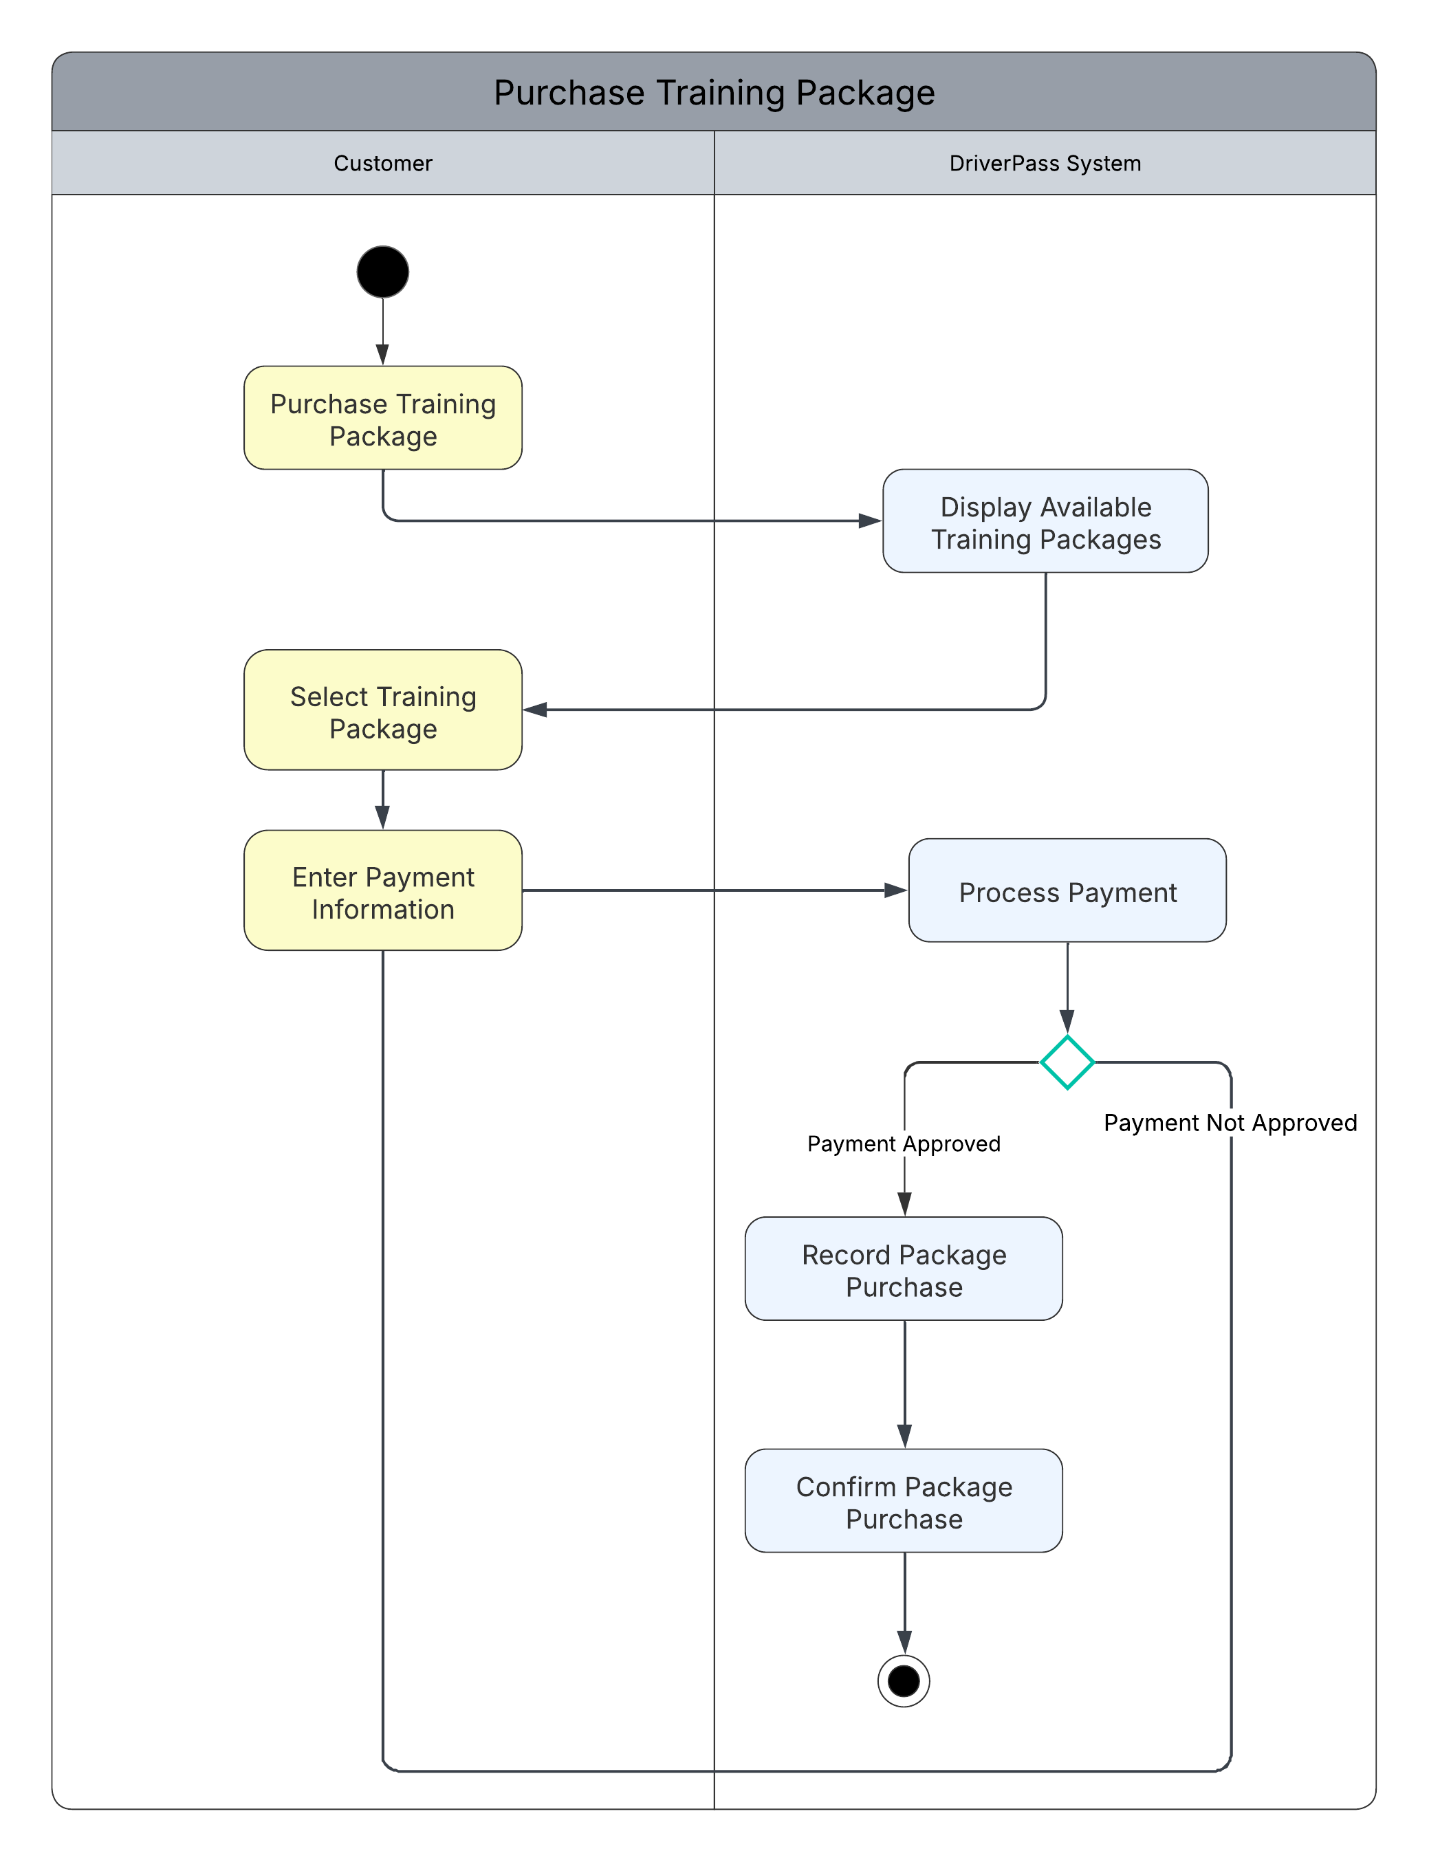 Purchase Training Package
Customer
DriverPass System
Purchase Training
Package
Display Available
Training Packages
Select Training
Package
Enter Payment
Information
Process Payment
Payment Not Approved
Payment Approved
Record Package
Purchase
Confirm Package
Purchase